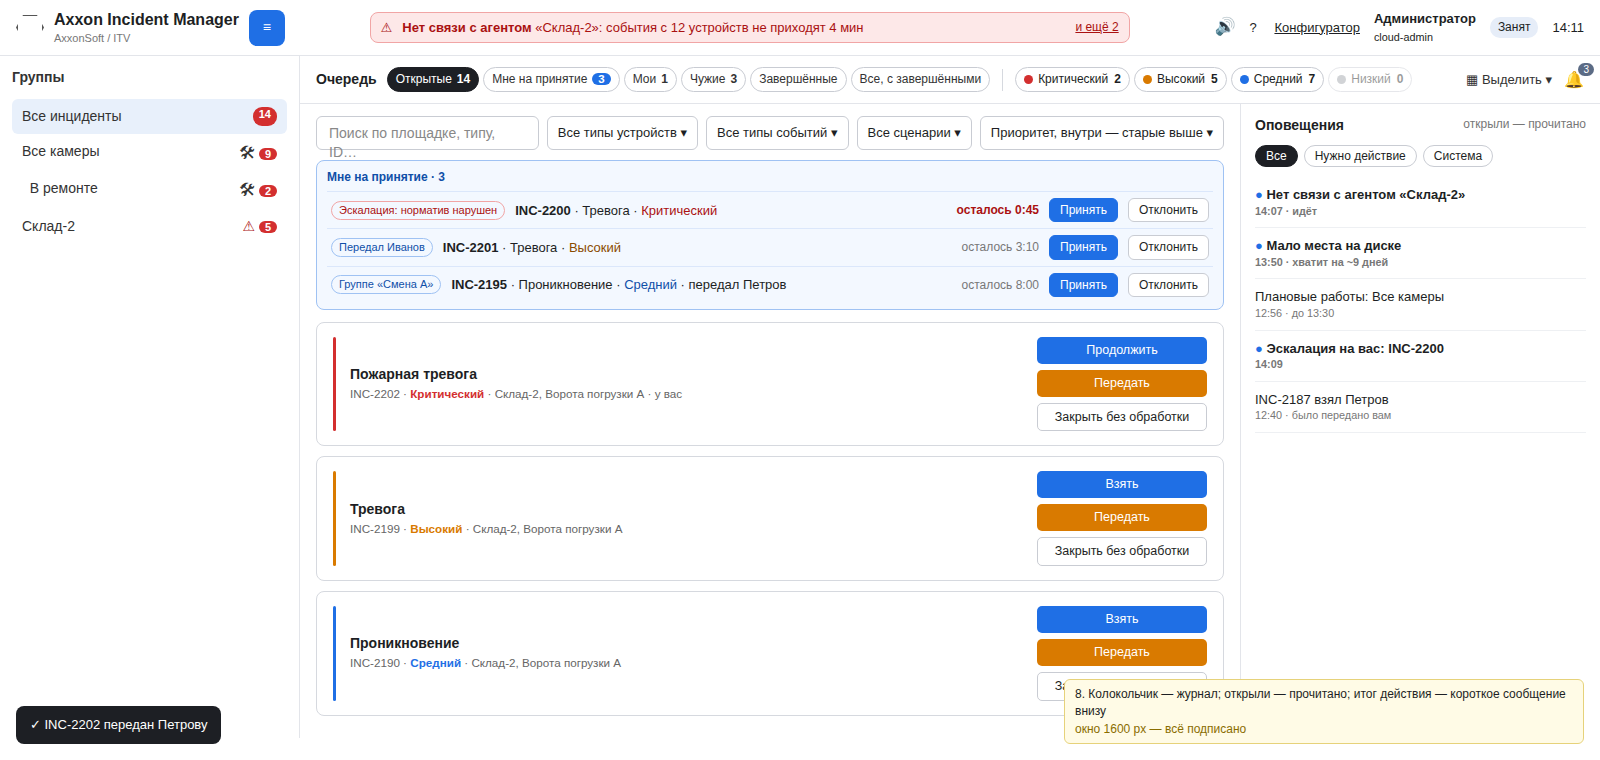 Axxon Incident Manager
AxxonSoft / ITV
≡
⚠ Нет связи с агентом «Склад-2»: события с 12 устройств не приходят 4 мин
и ещё 2
?
Конфигуратор
Администратор
cloud-admin
Занят
14:11
Группы
Все инциденты 14
Все камеры 9
В ремонте 2
Склад-2 ⚠ 5
Очередь
Открытые 14
Мне на принятие 3
Мои 1
Чужие 3
Завершённые
Все, с завершёнными
Критический 2
Высокий 5
Средний 7
Низкий 0
▦ Выделить ▾
3
Поиск по площадке, типу, ID…
Все типы устройств ▾
Все типы событий ▾
Все сценарии ▾
Приоритет, внутри — старые выше ▾
Мне на принятие · 3
Эскалация: норматив нарушен INC-2200 · Тревога · Критический осталось 0:45 Принять Отклонить
Передал Иванов INC-2201 · Тревога · Высокий осталось 3:10 Принять Отклонить
Группе «Смена А» INC-2195 · Проникновение · Средний · передал Петров осталось 8:00 Принять Отклонить
Пожарная тревога
INC-2202 · Критический · Склад-2, Ворота погрузки А · у вас
Продолжить
Передать
Закрыть без обработки
Тревога
INC-2199 · Высокий · Склад-2, Ворота погрузки А
Взять
Передать
Закрыть без обработки
Проникновение
INC-2190 · Средний · Склад-2, Ворота погрузки А
Взять
Передать
Оповещения
открыли — прочитано
Все
Нужно действие
Система
● Нет связи с агентом «Склад-2»
14:07 · идёт
● Мало места на диске
13:50 · хватит на ~9 дней
Плановые работы: Все камеры
12:56 · до 13:30
● Эскалация на вас: INC-2200
14:09
INC-2187 взял Петров
12:40 · было передано вам
✓ INC-2202 передан Петрову
8. Колокольчик — журнал; открыли — прочитано; итог действия — короткое сообщение
внизу
окно 1600 px — всё подписано